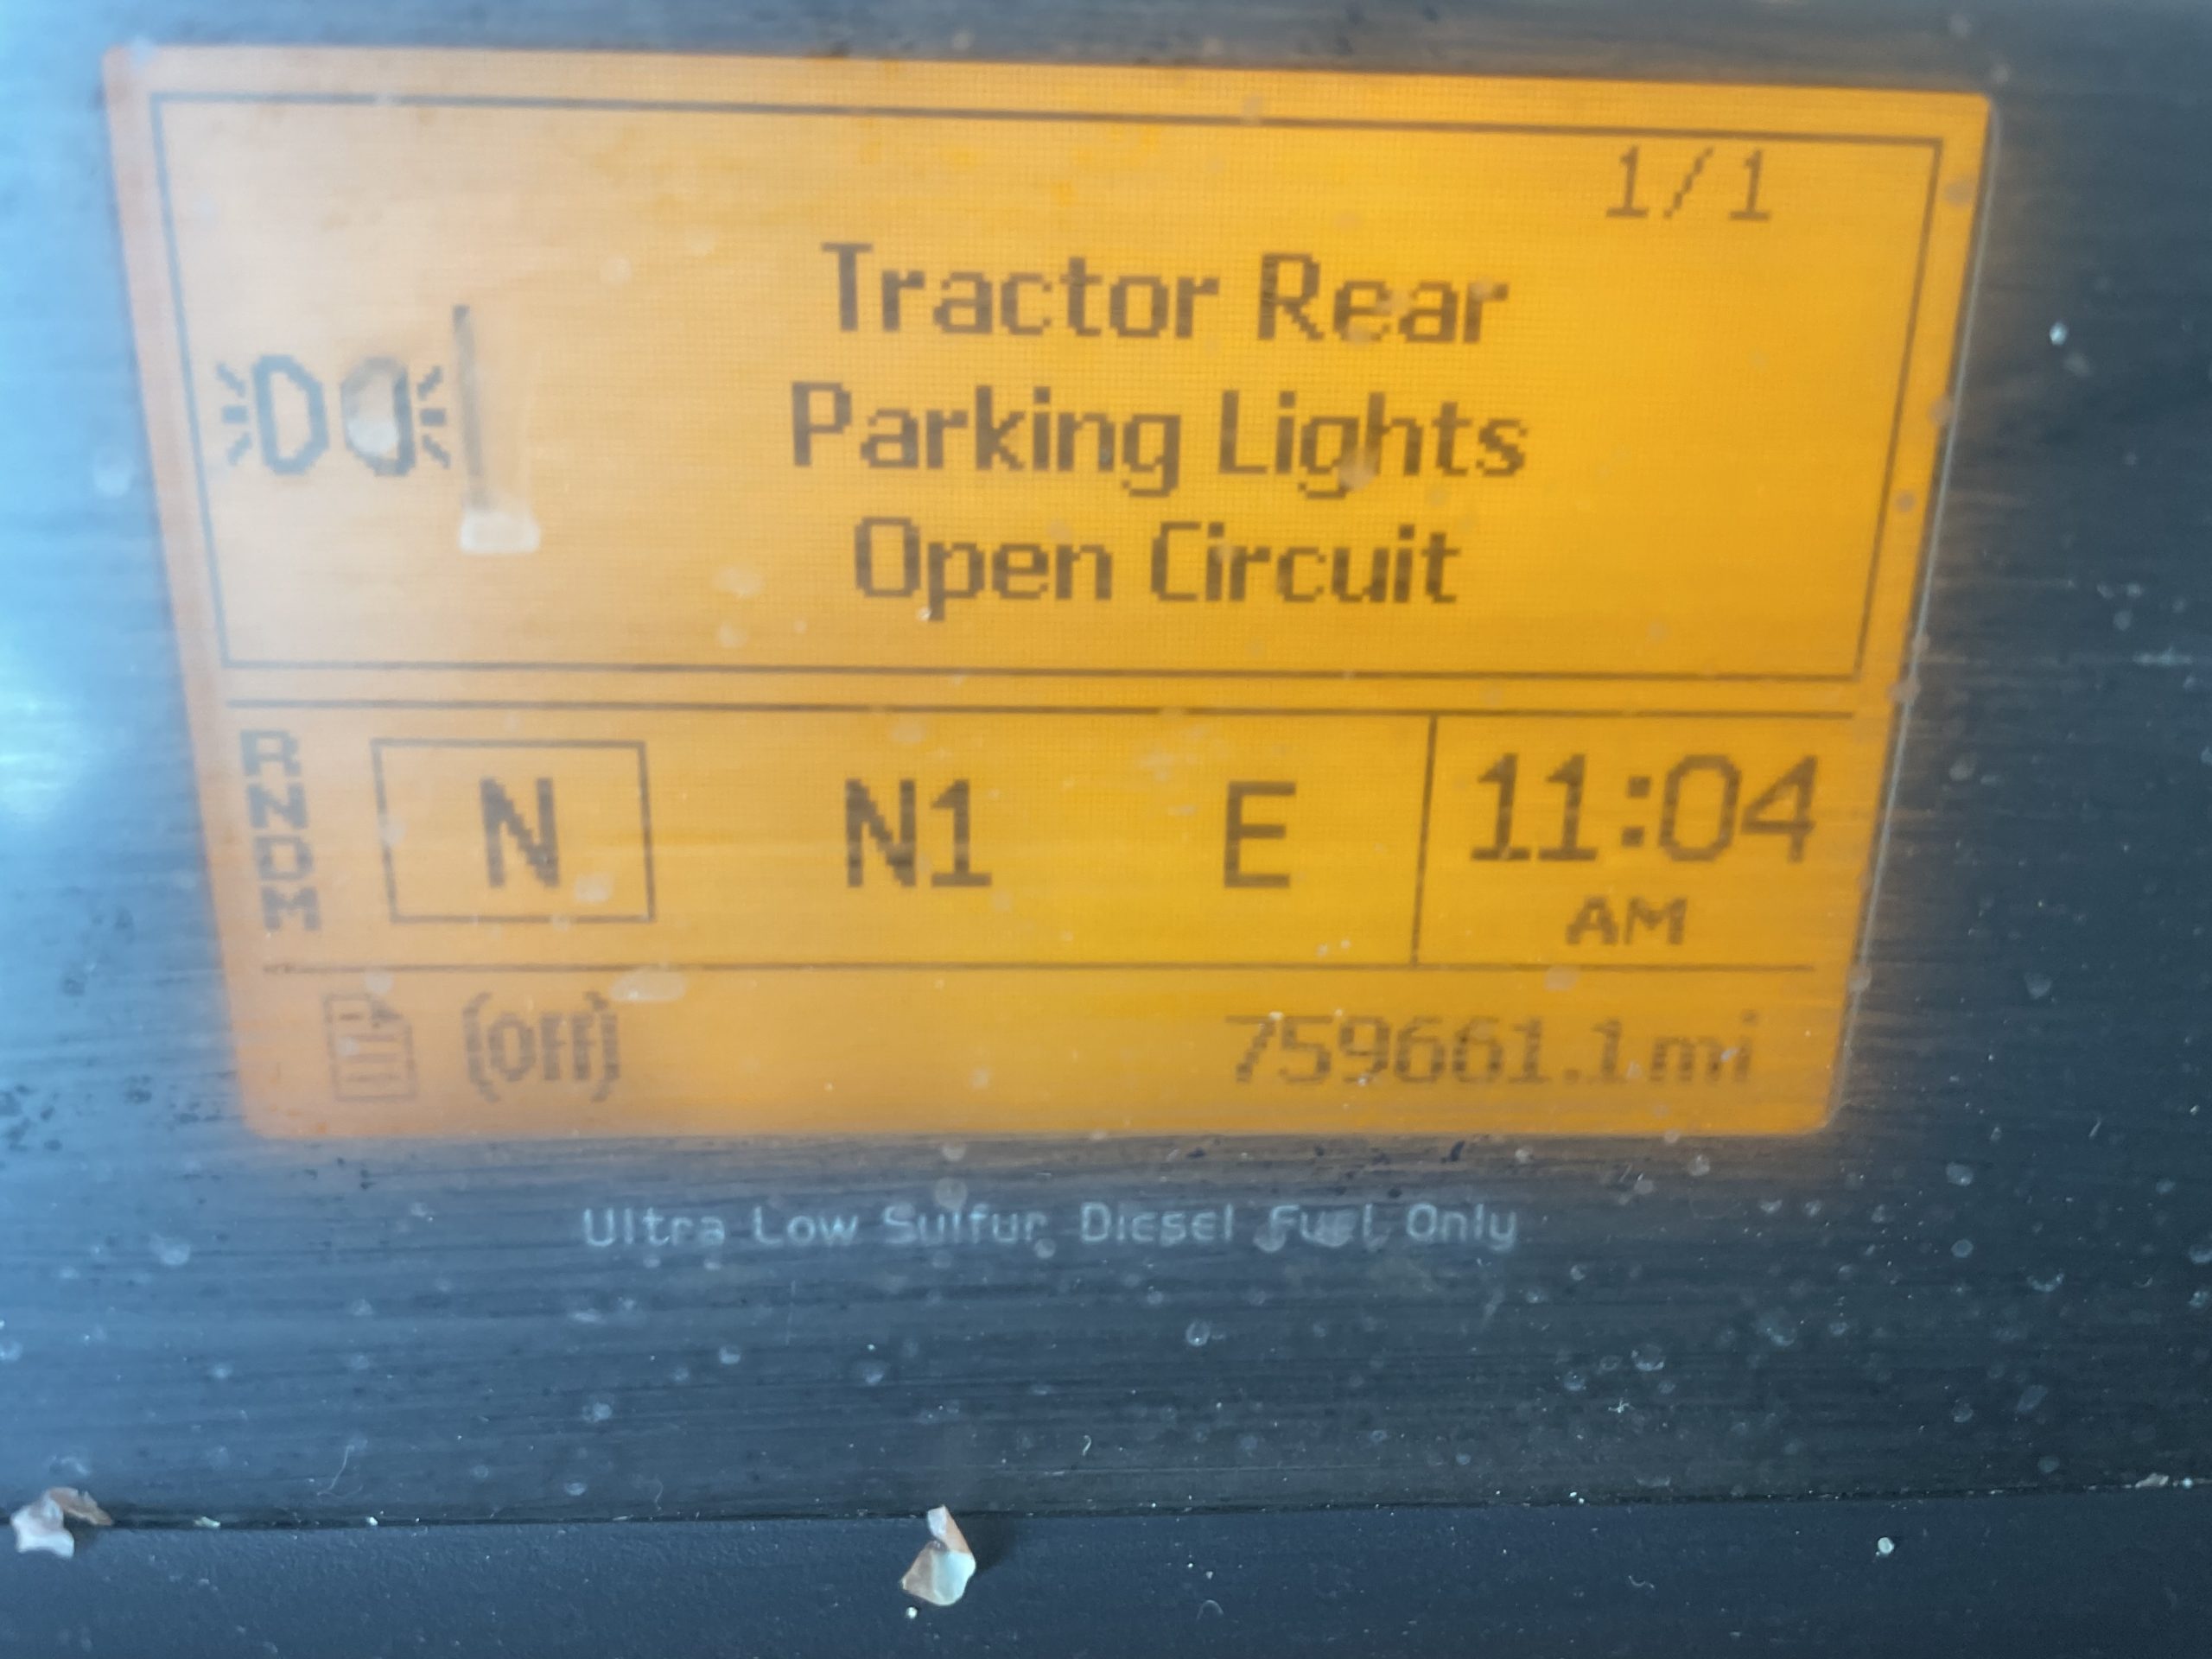 1/1
Tractor Rear
Parking Lights
Open Circuit
RNDM
N N1 E
11:04
AM
(Off)
759661.1mi
Ultra Low Sulfur Diesel Fuel Only